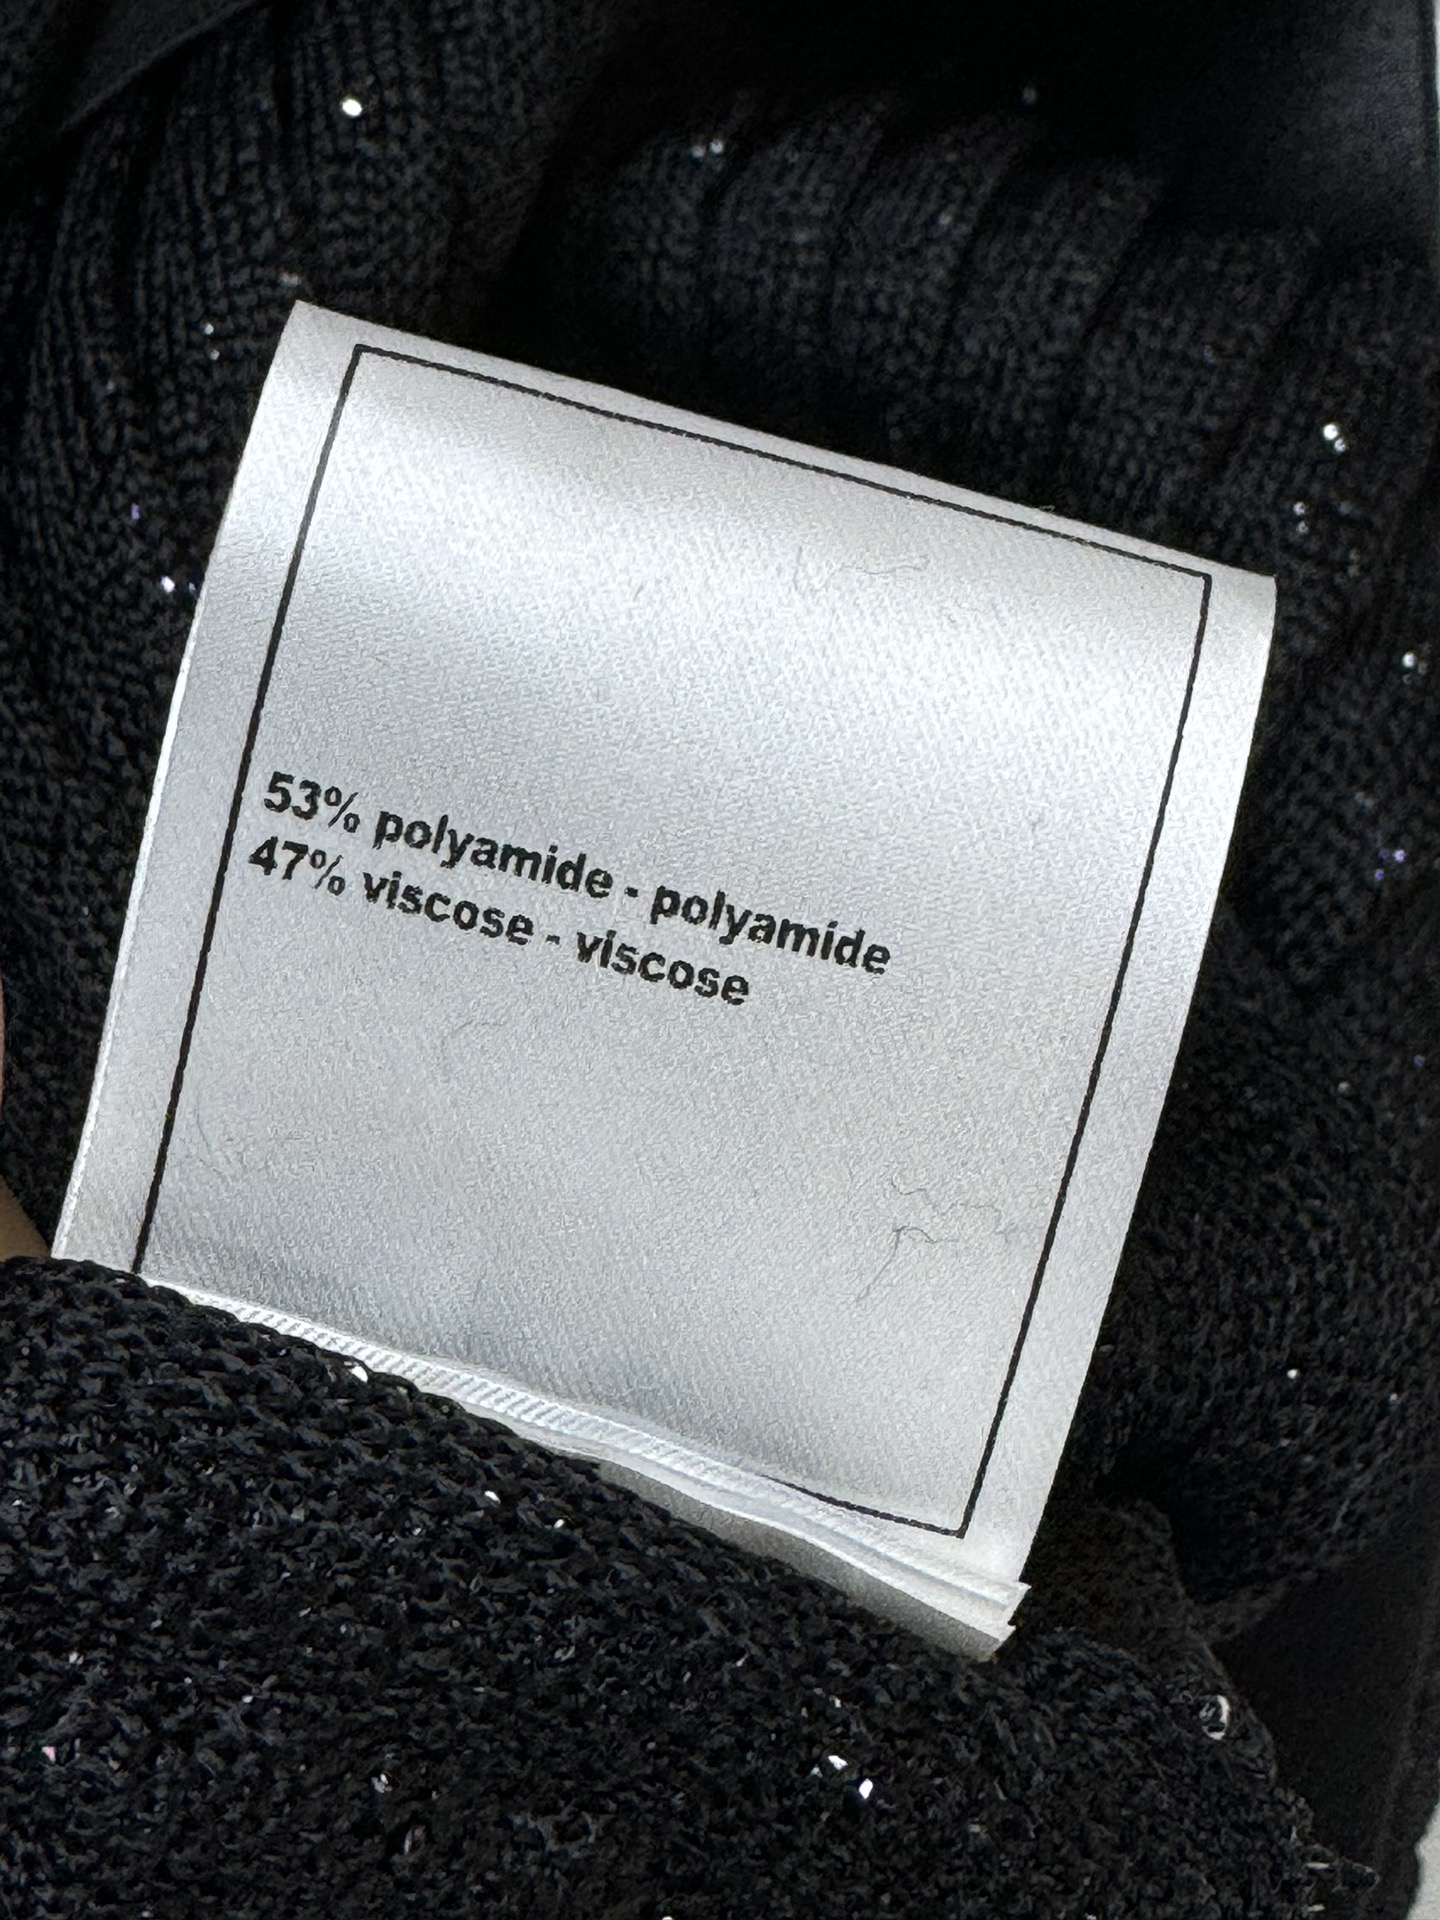 53% polyamide - polyamide
47% viscose - viscose